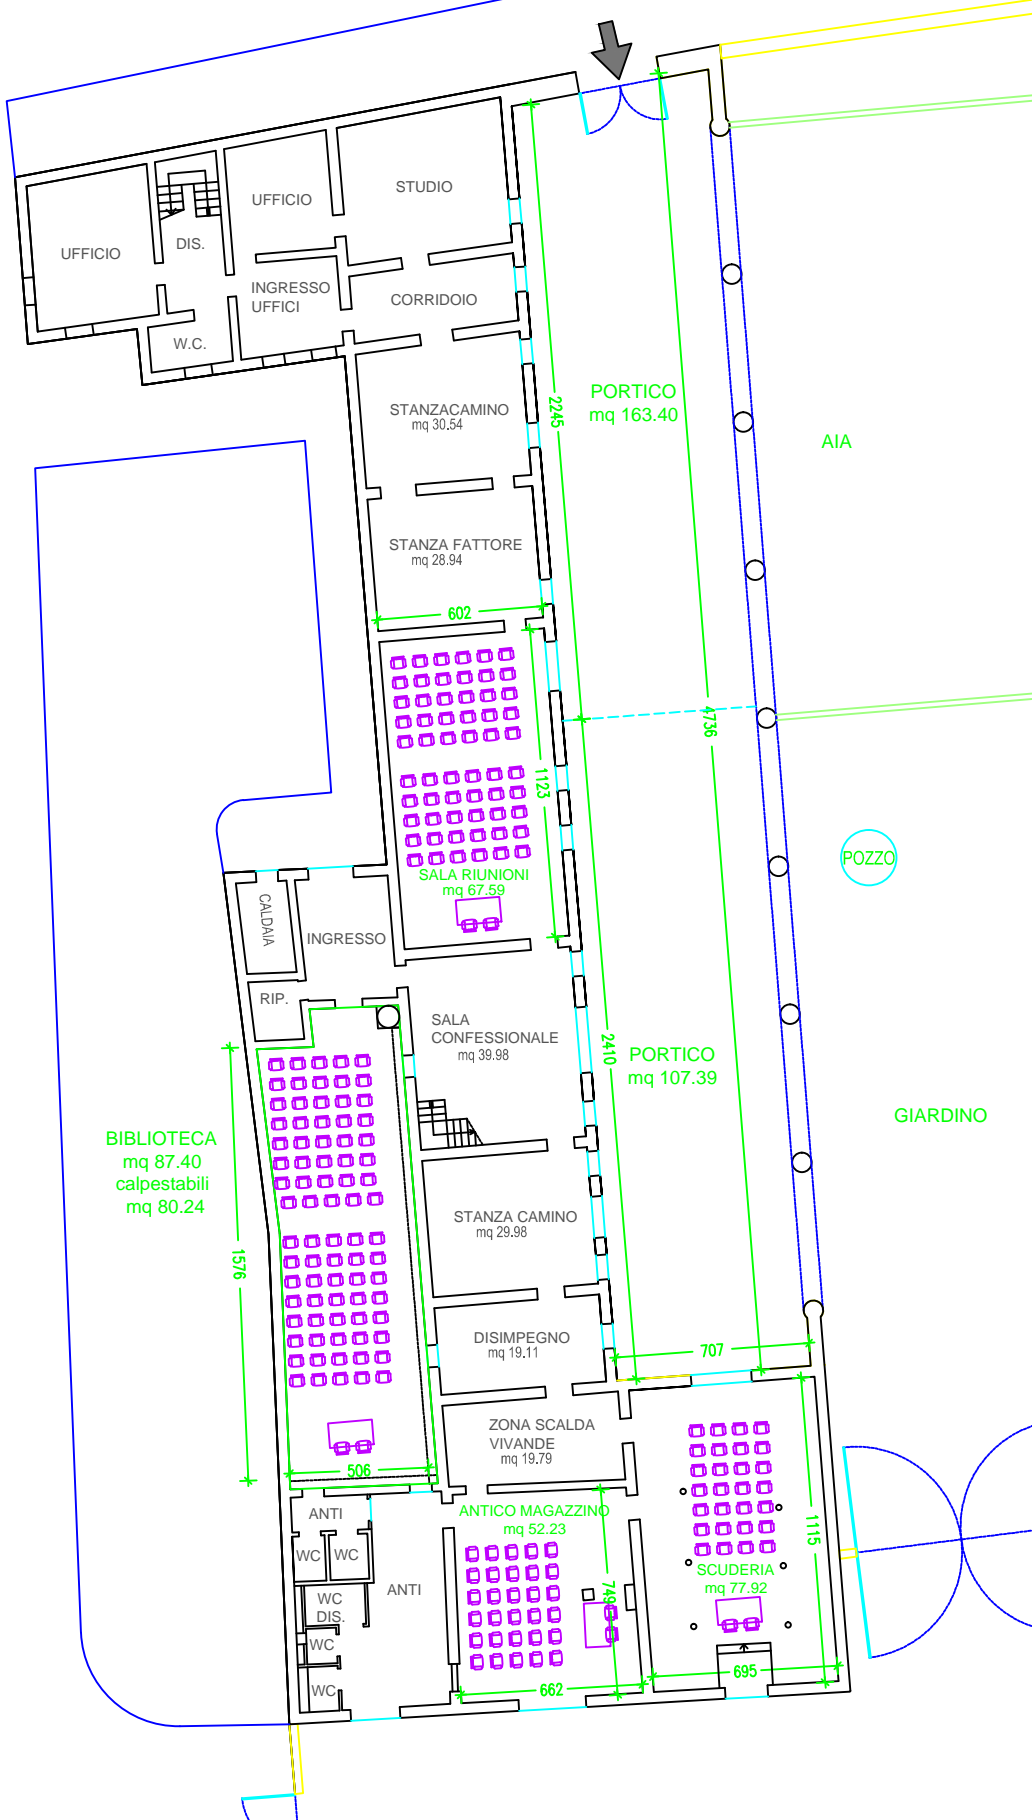 STUDIO
UFFICIO
DIS.
UFFICIO
INGRESSO
UFFICI
CORRIDOIO
W.C.
STANZACAMINO
mq 30.54
2245
PORTICO
mq 163.40
AIA
STANZA FATTORE
mq 28.94
602
4736
1123
SALA RIUNIONI
mq 67.59
POZZO
CALDAIA
INGRESSO
RIP.
SALA
CONFESSIONALE
mq 39.98
2410
PORTICO
mq 107.39
GIARDINO
BIBLIOTECA
mq 87.40
calpestabili
mq 80.24
1576
STANZA CAMINO
mq 29.98
DISIMPEGNO
mq 19.11
707
ZONA SCALDA
VIVANDE
mq 19.79
506
ANTI
ANTICO MAGAZZINO
mq 52.23
1115
WC
WC
SCUDERIA
mq 77.92
ANTI
WC
DIS.
749
WC
WC
662
695